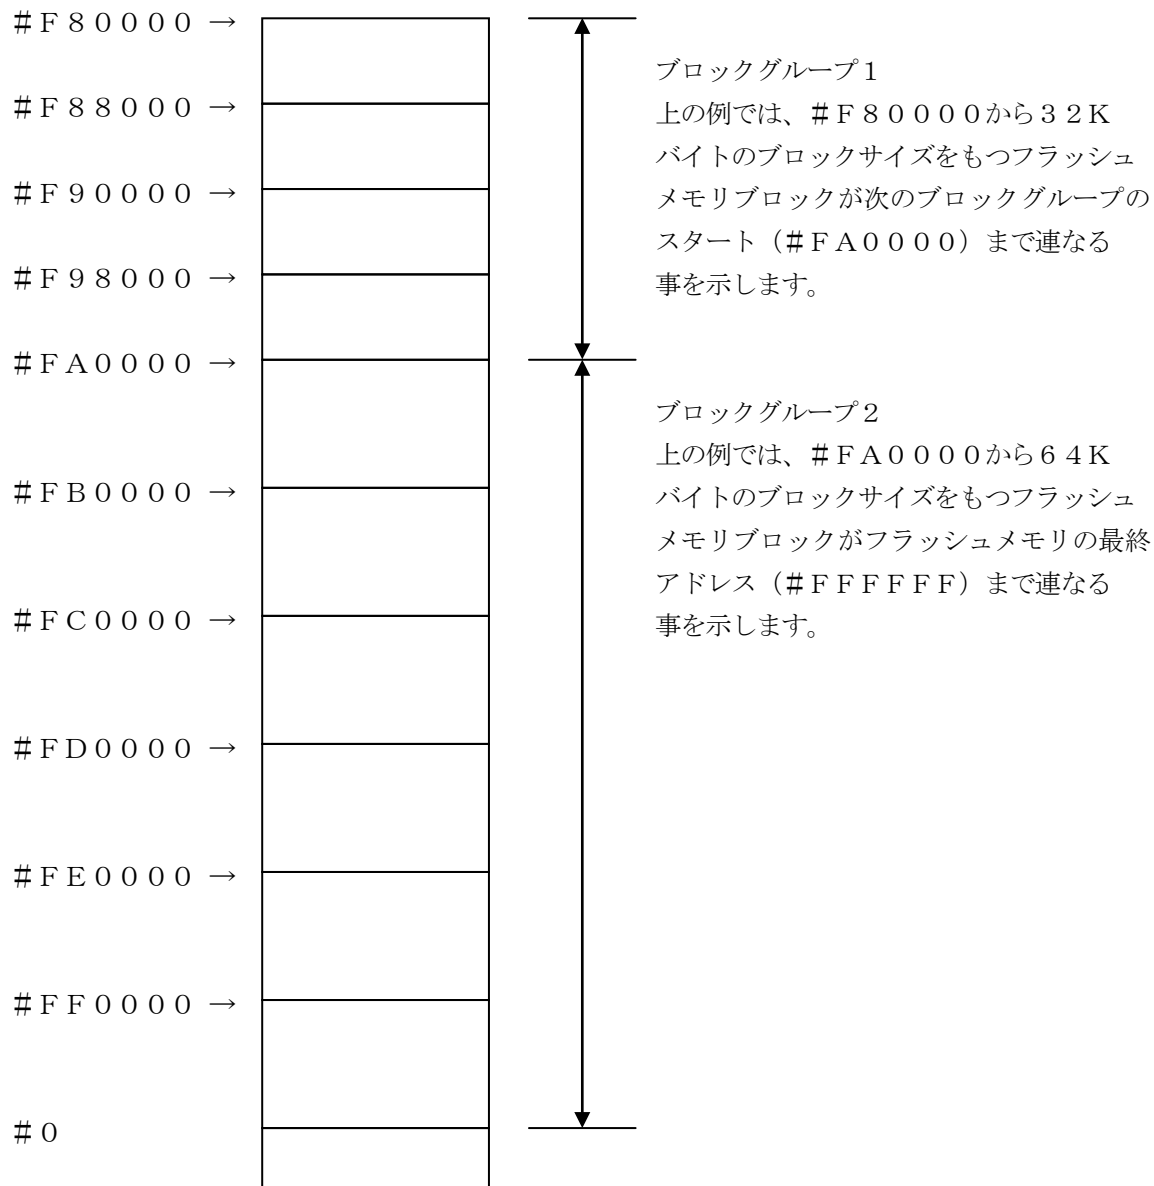 ＃Ｆ８００００ →
ブロックグループ１
＃Ｆ８８０００ →
上の例では、＃Ｆ８００００から３２Ｋ
バイトのブロックサイズをもつフラッシュ
＃Ｆ９００００ →
メモリブロックが次のブロックグループの
スタート（＃ＦＡ００００）まで連なる
＃Ｆ９８０００ →
事を示します。
＃ＦＡ００００ →
ブロックグループ２
上の例では、＃ＦＡ００００から６４Ｋ
＃ＦＢ００００ →
バイトのブロックサイズをもつフラッシュ
メモリブロックがフラッシュメモリの最終
アドレス（＃ＦＦＦＦＦＦ）まで連なる
＃ＦＣ００００ →
事を示します。
＃ＦＤ００００ →
＃ＦＥ００００ →
＃ＦＦ００００ →
＃０